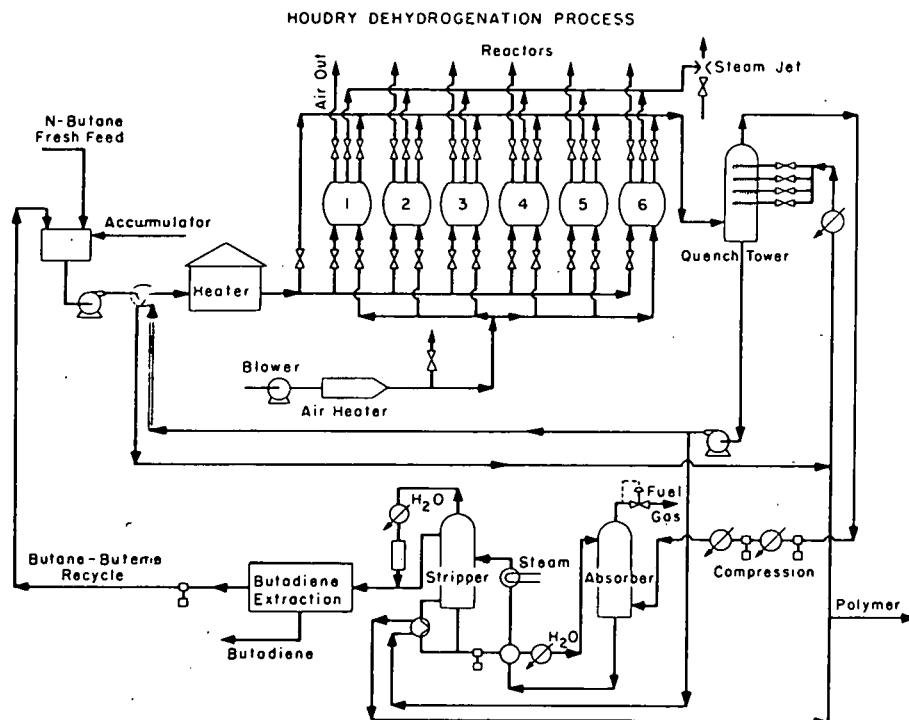 HOUDRY DEHYDROGENATION PROCESS
Reactors
Air Out
Steam Jet
N-Butane
Fresh Feed
Accumulator
1 2 3 4 5 6
Quench Tower
Heater
Blower
Air Heater
H2O
Fuel
Gas
Butane-Butene
Recycle
Butadiene
Extraction
Stripper
Steam
Absorber
Compression
H2O
Polymer
Butadiene